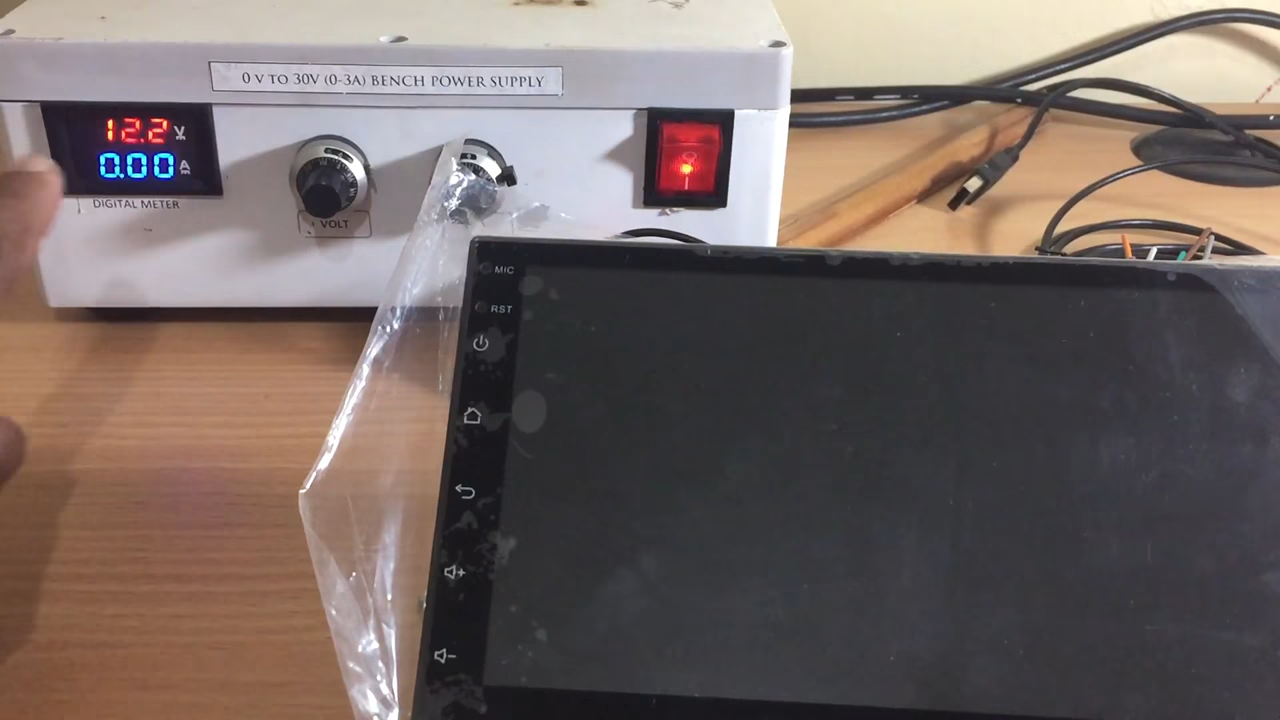 0 V TO 30V (0-3A) BENCH POWER SUPPLY
12.2 V
0.00 A
DIGITAL METER
VOLT
MIC
RST